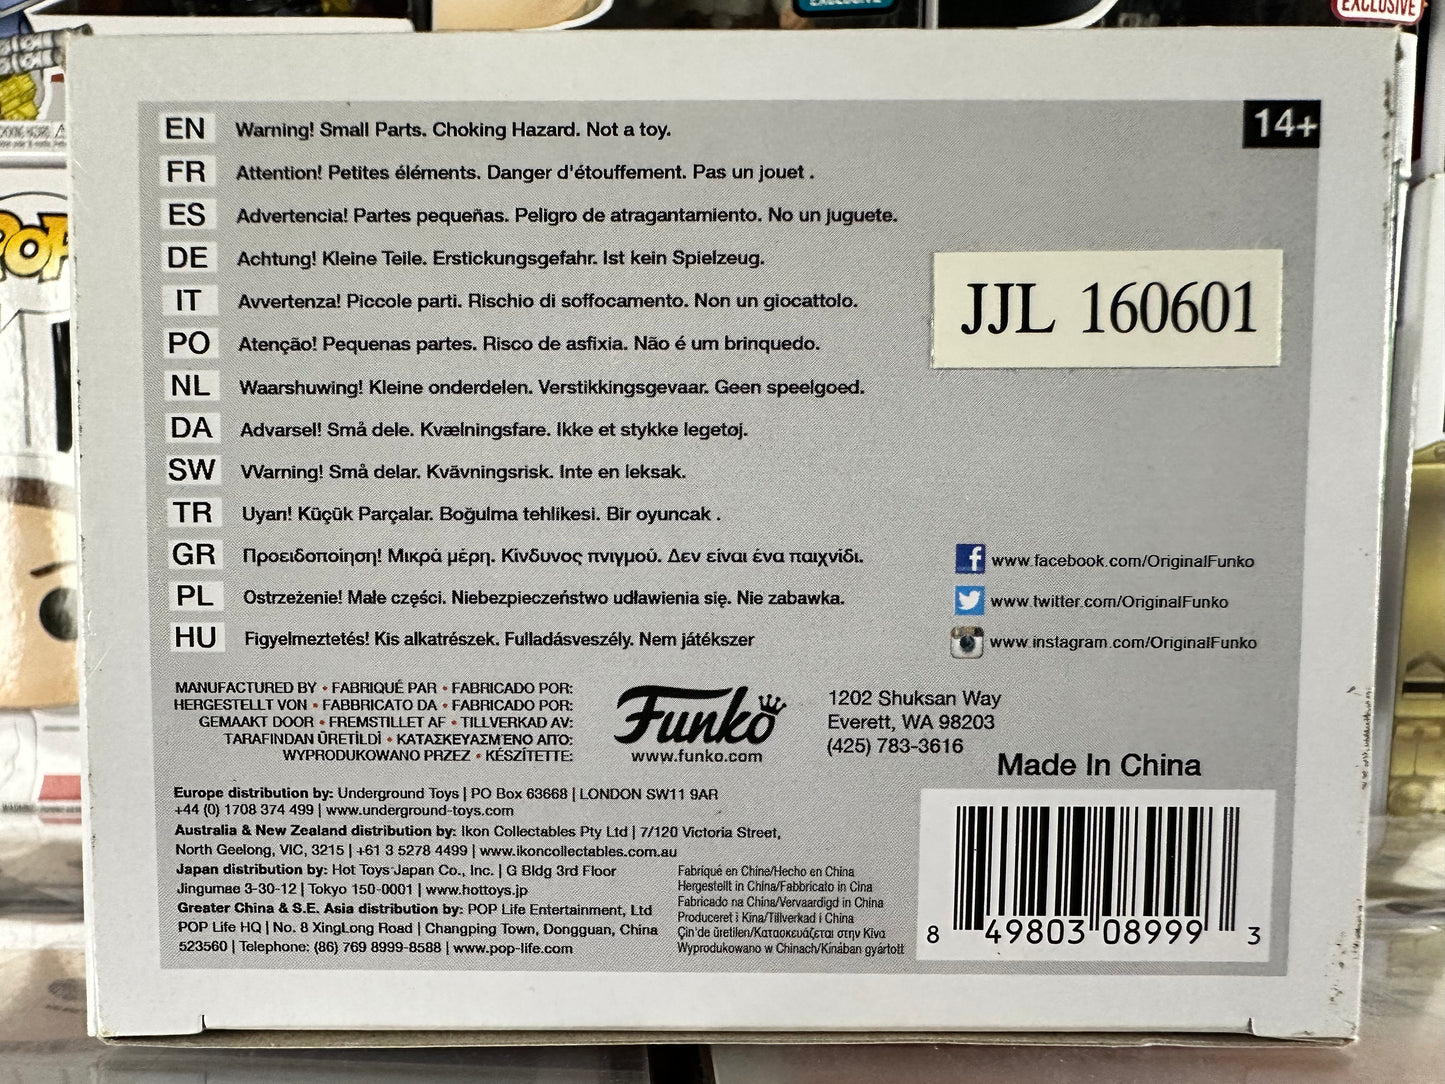 EXCLUSIVE
EXCLUSIVE
14+
EN Warning! Small Parts. Choking Hazard. Not a toy.
FR Attention! Petites éléments. Danger d'étouffement. Pas un jouet .
ES Advertencia! Partes pequeñas. Peligro de atragantamiento. No un juguete.
DE Achtung! Kleine Teile. Erstickungsgefahr. Ist kein Spielzeug.
IT Avvertenza! Piccole parti. Rischio di soffocamento. Non un giocattolo.
PO Atenção! Pequenas partes. Risco de asfixia. Não é um brinquedo.
NL Waarshuwing! Kleine onderdelen. Verstikkingsgevaar. Geen speelgoed.
DA Advarsel! Små dele. Kvælningsfare. Ikke et stykke legetøj.
SW Warning! Små delar. Kvävningsrisk. Inte en leksak.
TR Uyan! Küçük Parçalar. Boğulma tehlikesi. Bir oyuncak .
GR Προειδοποίηση! Μικρά μέρη. Κίνδυνος πνιγμού. Δεν είναι ένα παιχνίδι.
PL Ostrzeżenie! Małe części. Niebezpieczeństwo udławienia się. Nie zabawka.
HU Figyelmeztetés! Kis alkatrészek. Fulladásveszély. Nem játékszer
JJL 160601
www.facebook.com/OriginalFunko
www.twitter.com/OriginalFunko
www.instagram.com/OriginalFunko
MANUFACTURED BY • FABRIQUÉ PAR • FABRICADO POR:
HERGESTELLT VON • FABBRICATO DA • FABRICADO POR:
GEMAAKT DOOR • FREMSTILLET AF • TILLVERKAD AV:
TARAFINDAN ÜRETİLDİ • ΚΑΤΑΣΚΕΥΑΣΜΈΝΟ ΑΠΟ:
WYPRODUKOWANO PRZEZ • KÉSZÍTETTE:
Funko
www.funko.com
1202 Shuksan Way
Everett, WA 98203
(425) 783-3616
Made In China
Europe distribution by: Underground Toys | PO Box 63668 | LONDON SW11 9AR
+44 (0) 1708 374 499 | www.underground-toys.com
Australia & New Zealand distribution by: Ikon Collectables Pty Ltd | 7/120 Victoria Street,
North Geelong, VIC, 3215 | +61 3 5278 4499 | www.ikoncollectables.com.au
Japan distribution by: Hot Toys Japan Co., Inc. | G Bldg 3rd Floor
Jingumae 3-30-12 | Tokyo 150-0001 | www.hottoys.jp
Greater China & S.E. Asia distribution by: POP Life Entertainment, Ltd
POP Life HQ | No. 8 XingLong Road | Changping Town, Dongguan, China
523560 | Telephone: (86) 769 8999-8588 | www.pop-life.com
Fabriqué en Chine/Hecho en China
Hergestellt in China/Fabbricato in Cina
Fabricado na China/Vervaardigd in China
Produceret i Kina/Tillverkad i China
Çin'de üretilen/Κατασκευάζεται στην Κίνα
Wyprodukowano w Chinach/Kínában gyártott
8 49803 08999 3